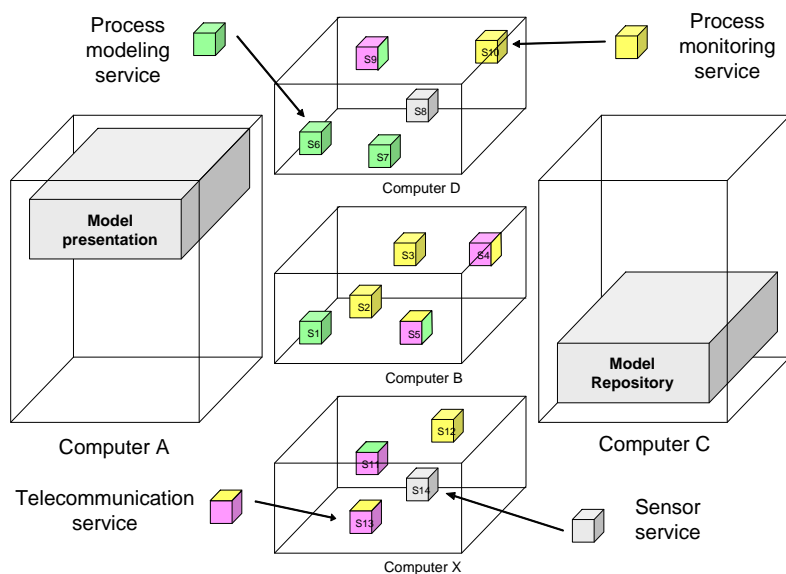 Process
modeling
service
Process
monitoring
service
S9
S10
S8
S6
S7
Computer D
Model
presentation
S3
S4
S2
S1
S5
Computer B
Model
Repository
Computer A
Computer C
S12
S11
S14
S13
Telecommunication
service
Sensor
service
Computer X